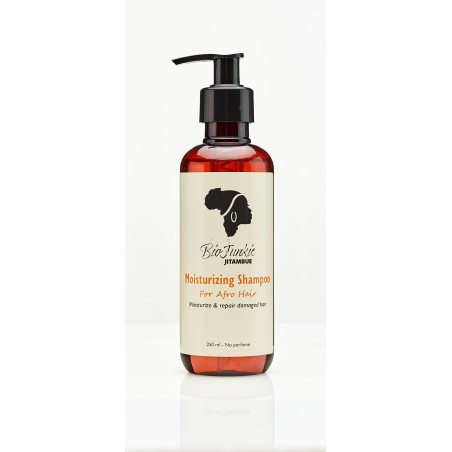 BioJunkie
JITAMBUE
Moisturizing Shampoo
For Afro Hair
Moisturize & repair damaged hair
250 ml - No perfume